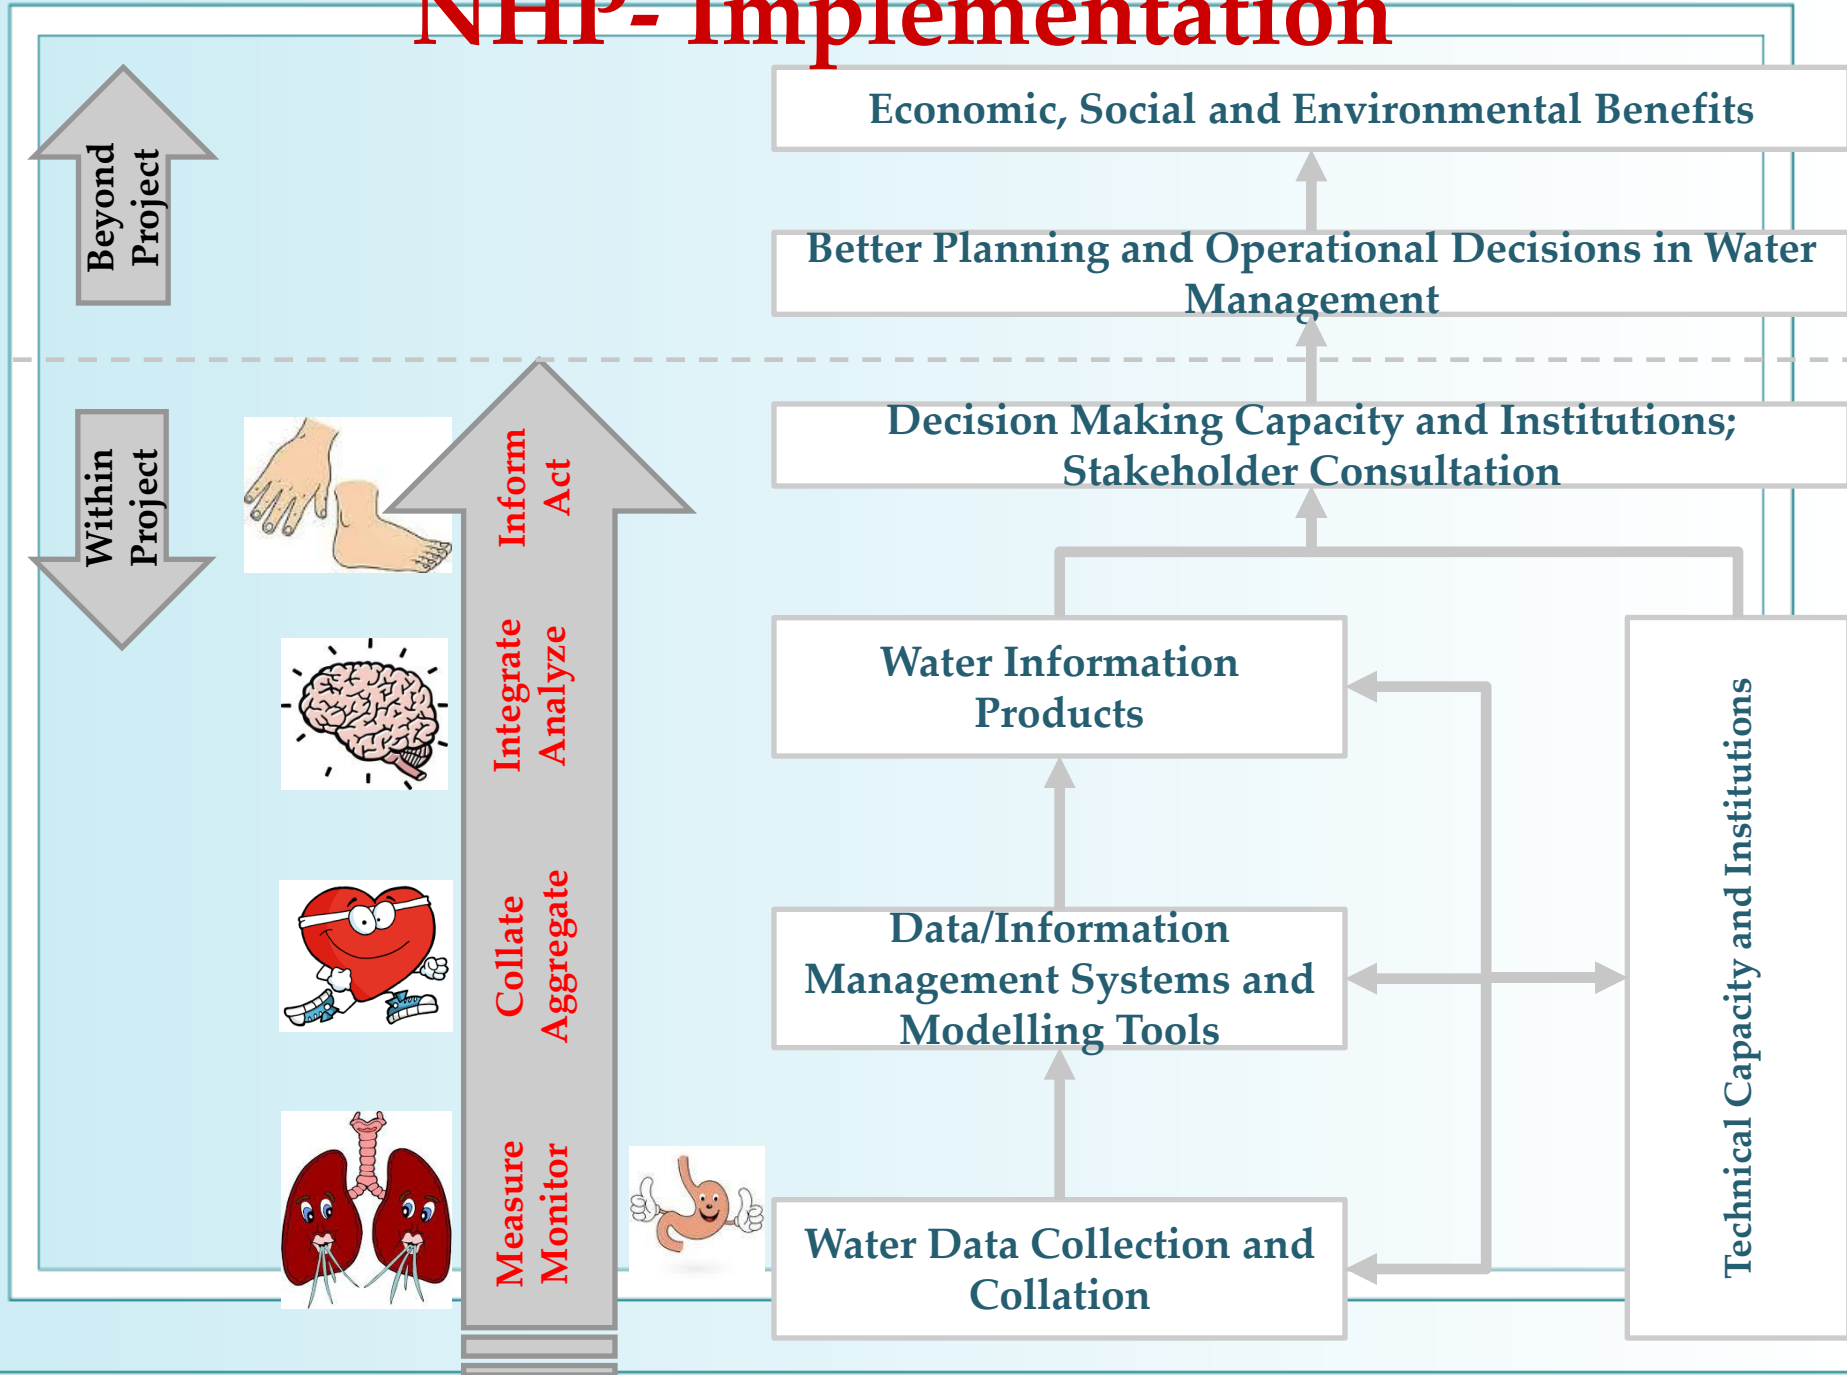 NHP- Implementation
Economic, Social and Environmental Benefits
Beyond
Project
Better Planning and Operational Decisions in Water
Management
Decision Making Capacity and Institutions;
Stakeholder Consultation
Within
Project
Inform
Act
Water Information
Products
Integrate
Analyze
Technical Capacity and Institutions
Data/Information
Management Systems and
Modelling Tools
Collate
Aggregate
Measure
Monitor
Water Data Collection and
Collation